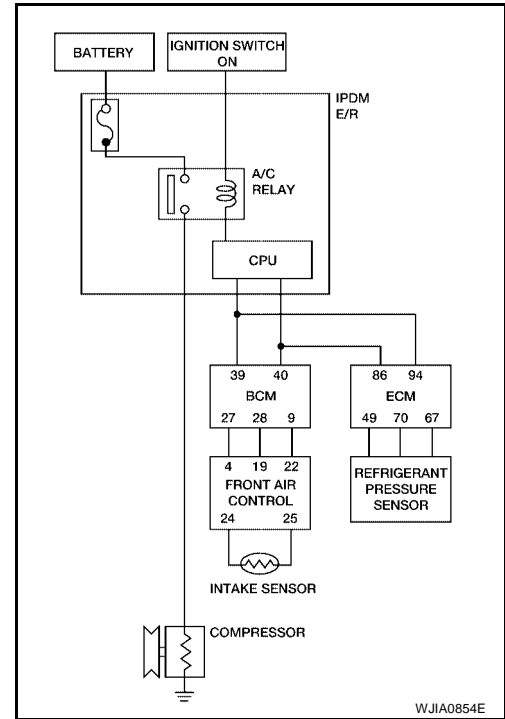 BATTERY
IGNITION SWITCH
ON
IPDM
E/R
A/C
RELAY
CPU
39 40
BCM
27 28 9
86 94
ECM
49 70 67
4 19 22
FRONT AIR
CONTROL
24 25
REFRIGERANT
PRESSURE
SENSOR
INTAKE SENSOR
COMPRESSOR
WJIA0854E